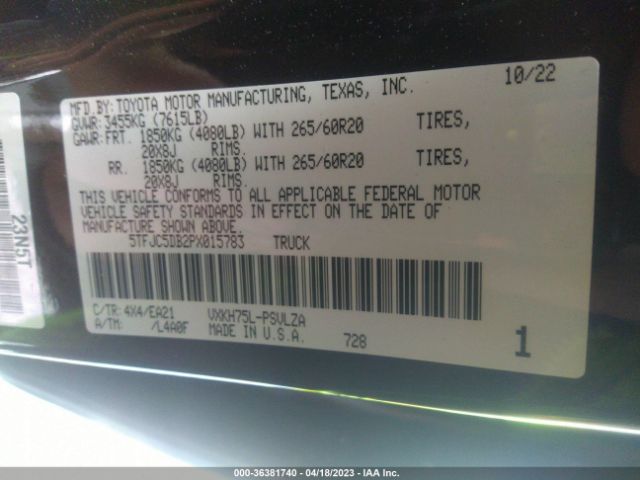 MFD.BY: TOYOTA MOTOR MANUFACTURING, TEXAS, INC. 10/22
GVWR: 3455KG (7615LB)
GAWR: FRT. 1850KG (4080LB) WITH 265/60R20 TIRES,
20X8J RIMS.
RR. 1850KG (4080LB) WITH 265/60R20 TIRES,
20X8J RIMS.
THIS VEHICLE CONFORMS TO ALL APPLICABLE FEDERAL MOTOR
VEHICLE SAFETY STANDARDS IN EFFECT ON THE DATE OF
MANUFACTURE SHOWN ABOVE.
5TFJC5DB2PX015783 TRUCK
C/TR: 4X4/EA21 VXKH75L-PSVLZA
A/TM: /L4A0F MADE IN U.S.A. 728 1
23N5T
000-36381740 - 04/18/2023 - IAAI.com